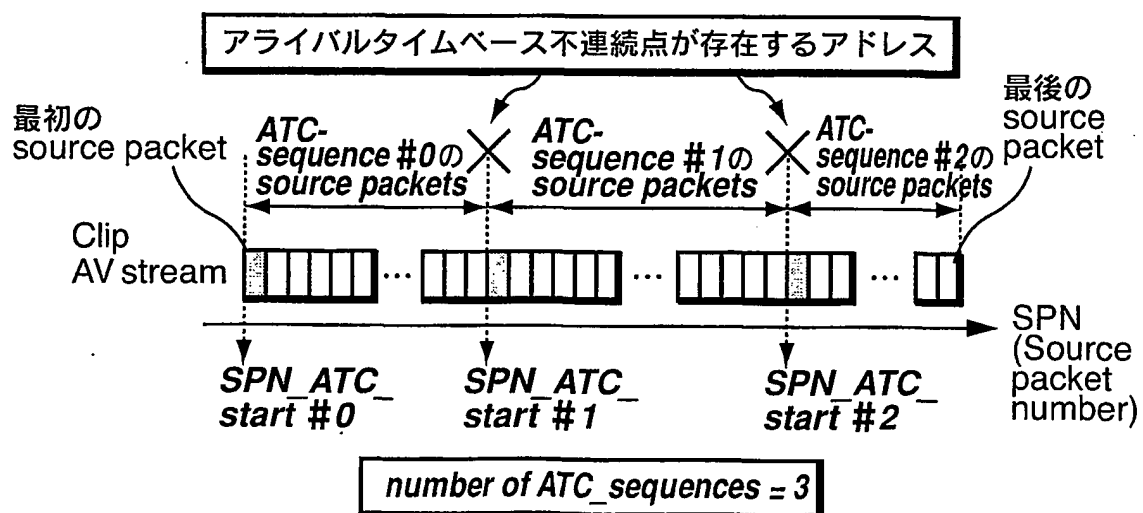 アライバルタイムベース不連続点が存在するアドレス
最初の
source packet
ATC-
sequence #0の
source packets
ATC-
sequence #1の
source packets
ATC-
sequence #2の
source packets
最後の
source
packet
Clip
AV stream
...
...
...
SPN
(Source
packet
number)
SPN_ATC_
start #0
SPN_ATC_
start #1
SPN_ATC_
start #2
number of ATC_sequences = 3